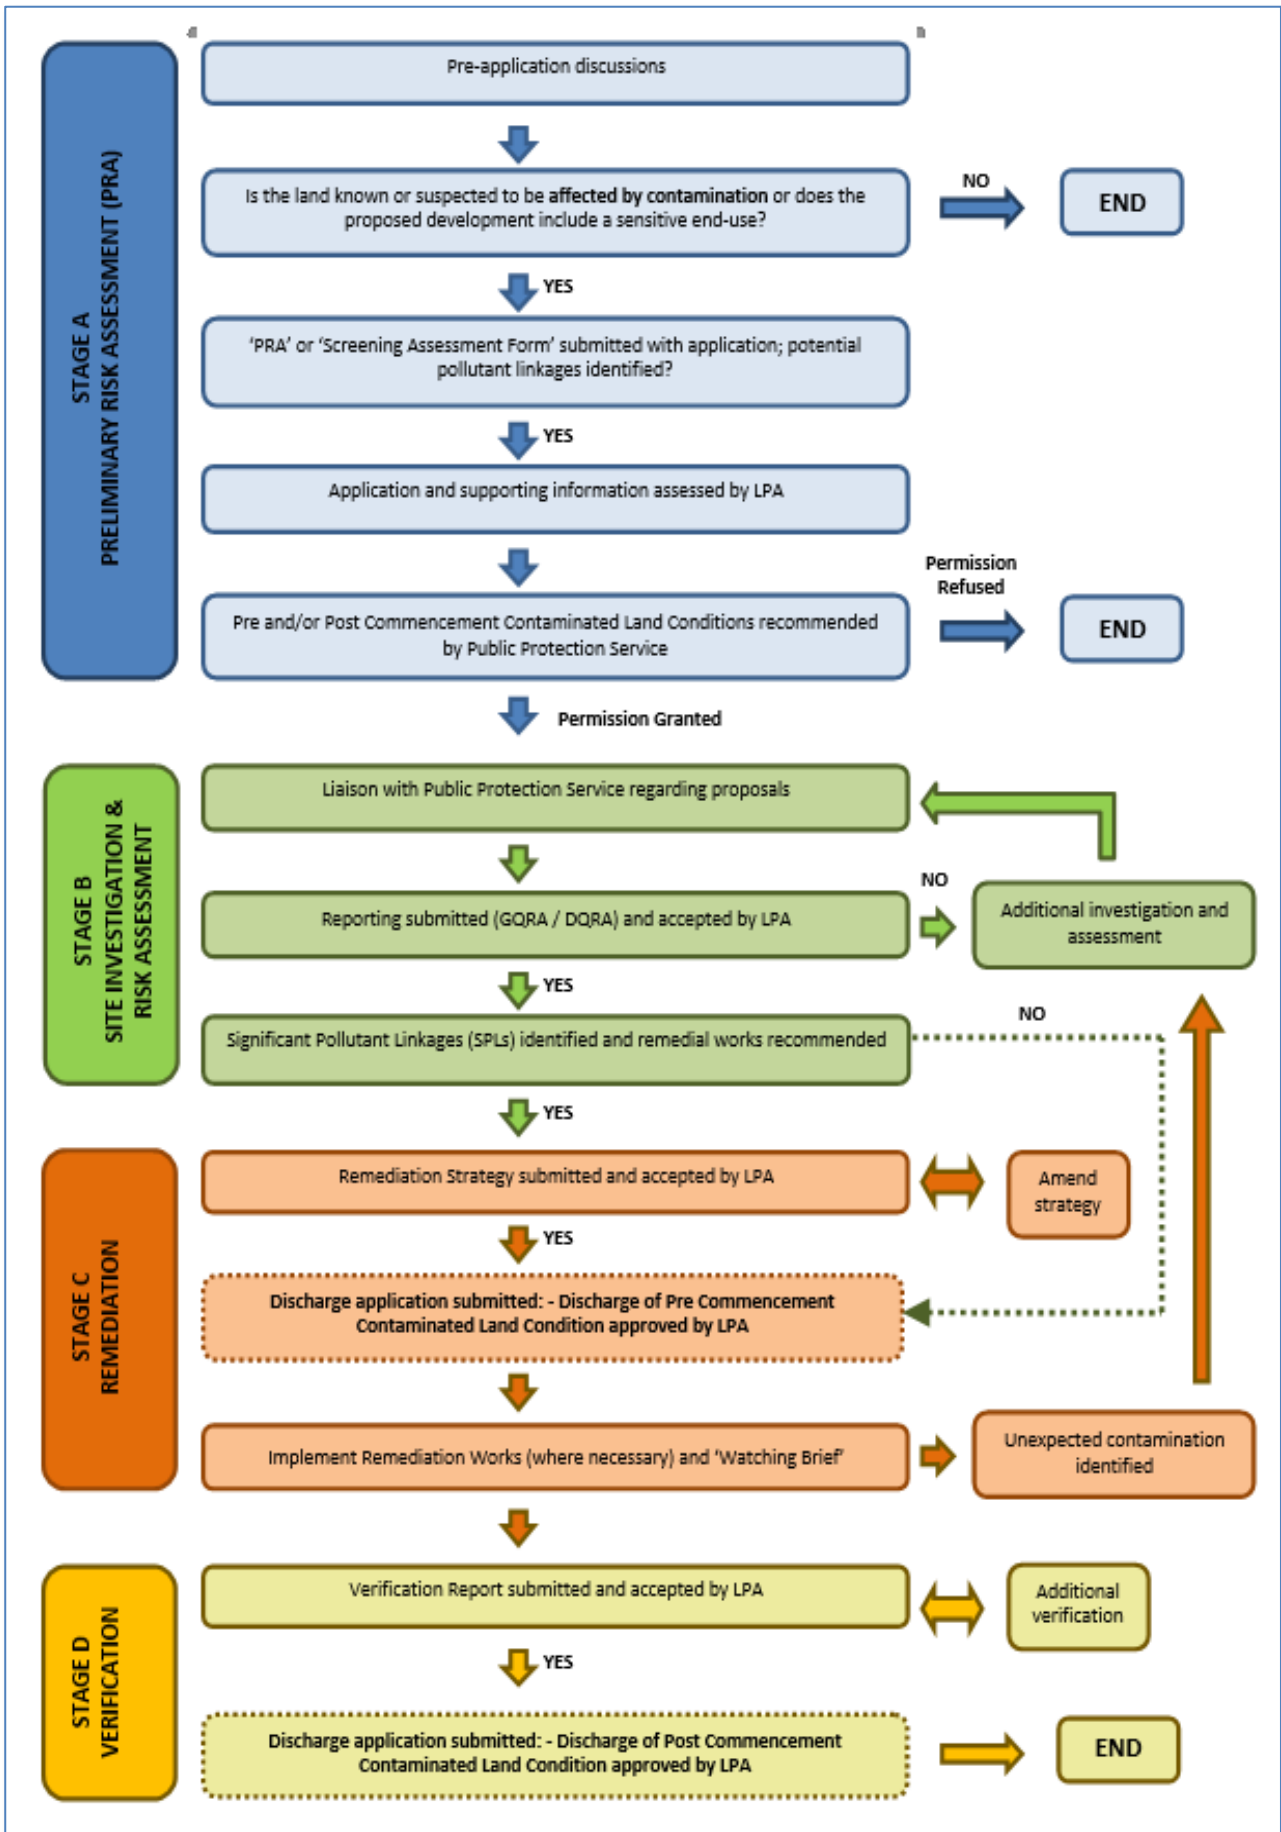 STAGE A
PRELIMINARY RISK ASSESSMENT (PRA)
Pre-application discussions
Is the land known or suspected to be affected by contamination or does the
proposed development include a sensitive end-use?
NO
END
YES
‘PRA’ or ‘Screening Assessment Form’ submitted with application; potential
pollutant linkages identified?
YES
Application and supporting information assessed by LPA
Pre and/or Post Commencement Contaminated Land Conditions recommended
by Public Protection Service
Permission
Refused
END
Permission Granted
STAGE B
SITE INVESTIGATION &
RISK ASSESSMENT
Liaison with Public Protection Service regarding proposals
Reporting submitted (GQRA / DQRA) and accepted by LPA
NO
Additional investigation and
assessment
YES
Significant Pollutant Linkages (SPLs) identified and remedial works recommended
NO
YES
STAGE C
REMEDIATION
Remediation Strategy submitted and accepted by LPA
Amend
strategy
YES
Discharge application submitted: - Discharge of Pre Commencement
Contaminated Land Condition approved by LPA
Implement Remediation Works (where necessary) and ‘Watching Brief’
Unexpected contamination
identified
STAGE D
VERIFICATION
Verification Report submitted and accepted by LPA
Additional
verification
YES
Discharge application submitted: - Discharge of Post Commencement
Contaminated Land Condition approved by LPA
END